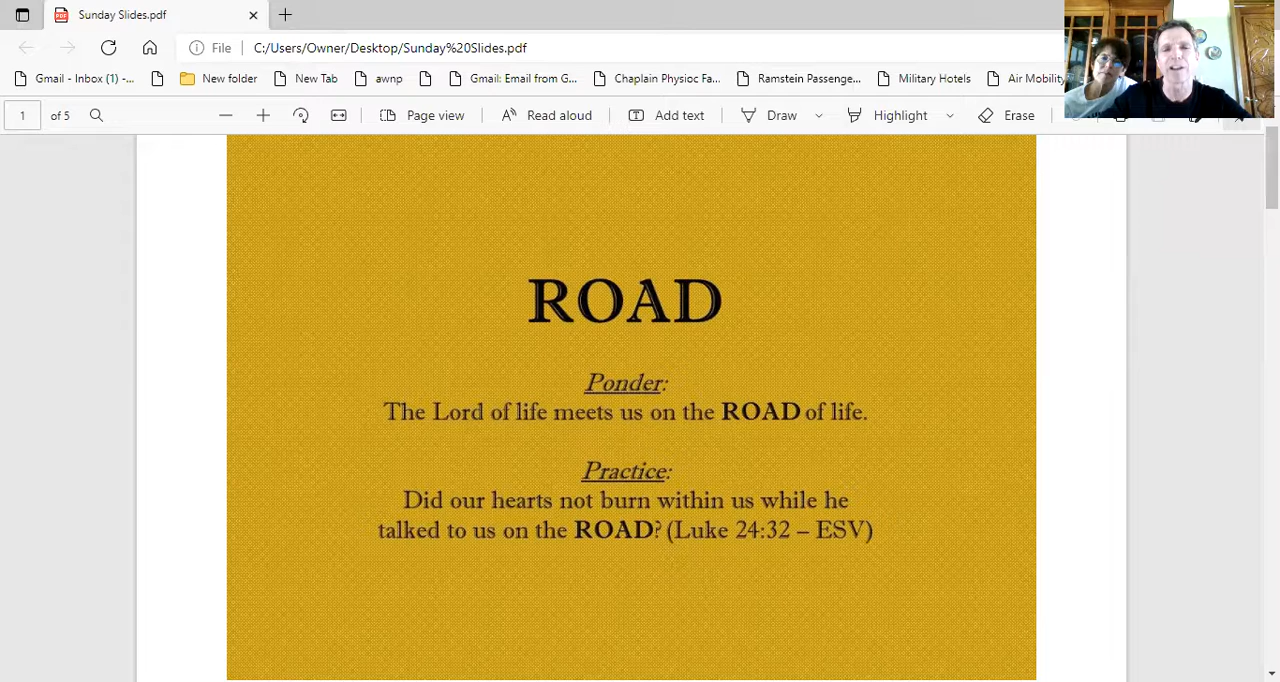 Sunday Slides.pdf
File C:/Users/Owner/Desktop/Sunday%20Slides.pdf
Gmail - Inbox (1) -... New folder New Tab awnp Gmail: Email from G... Chaplain Physioc Fa... Ramstein Passenge... Military Hotels Air Mobility
1 of 5 Page view Read aloud Add text Draw Highlight Erase
ROAD
Ponder:
The Lord of life meets us on the ROAD of life.
Practice:
Did our hearts not burn within us while he
talked to us on the ROAD? (Luke 24:32 – ESV)